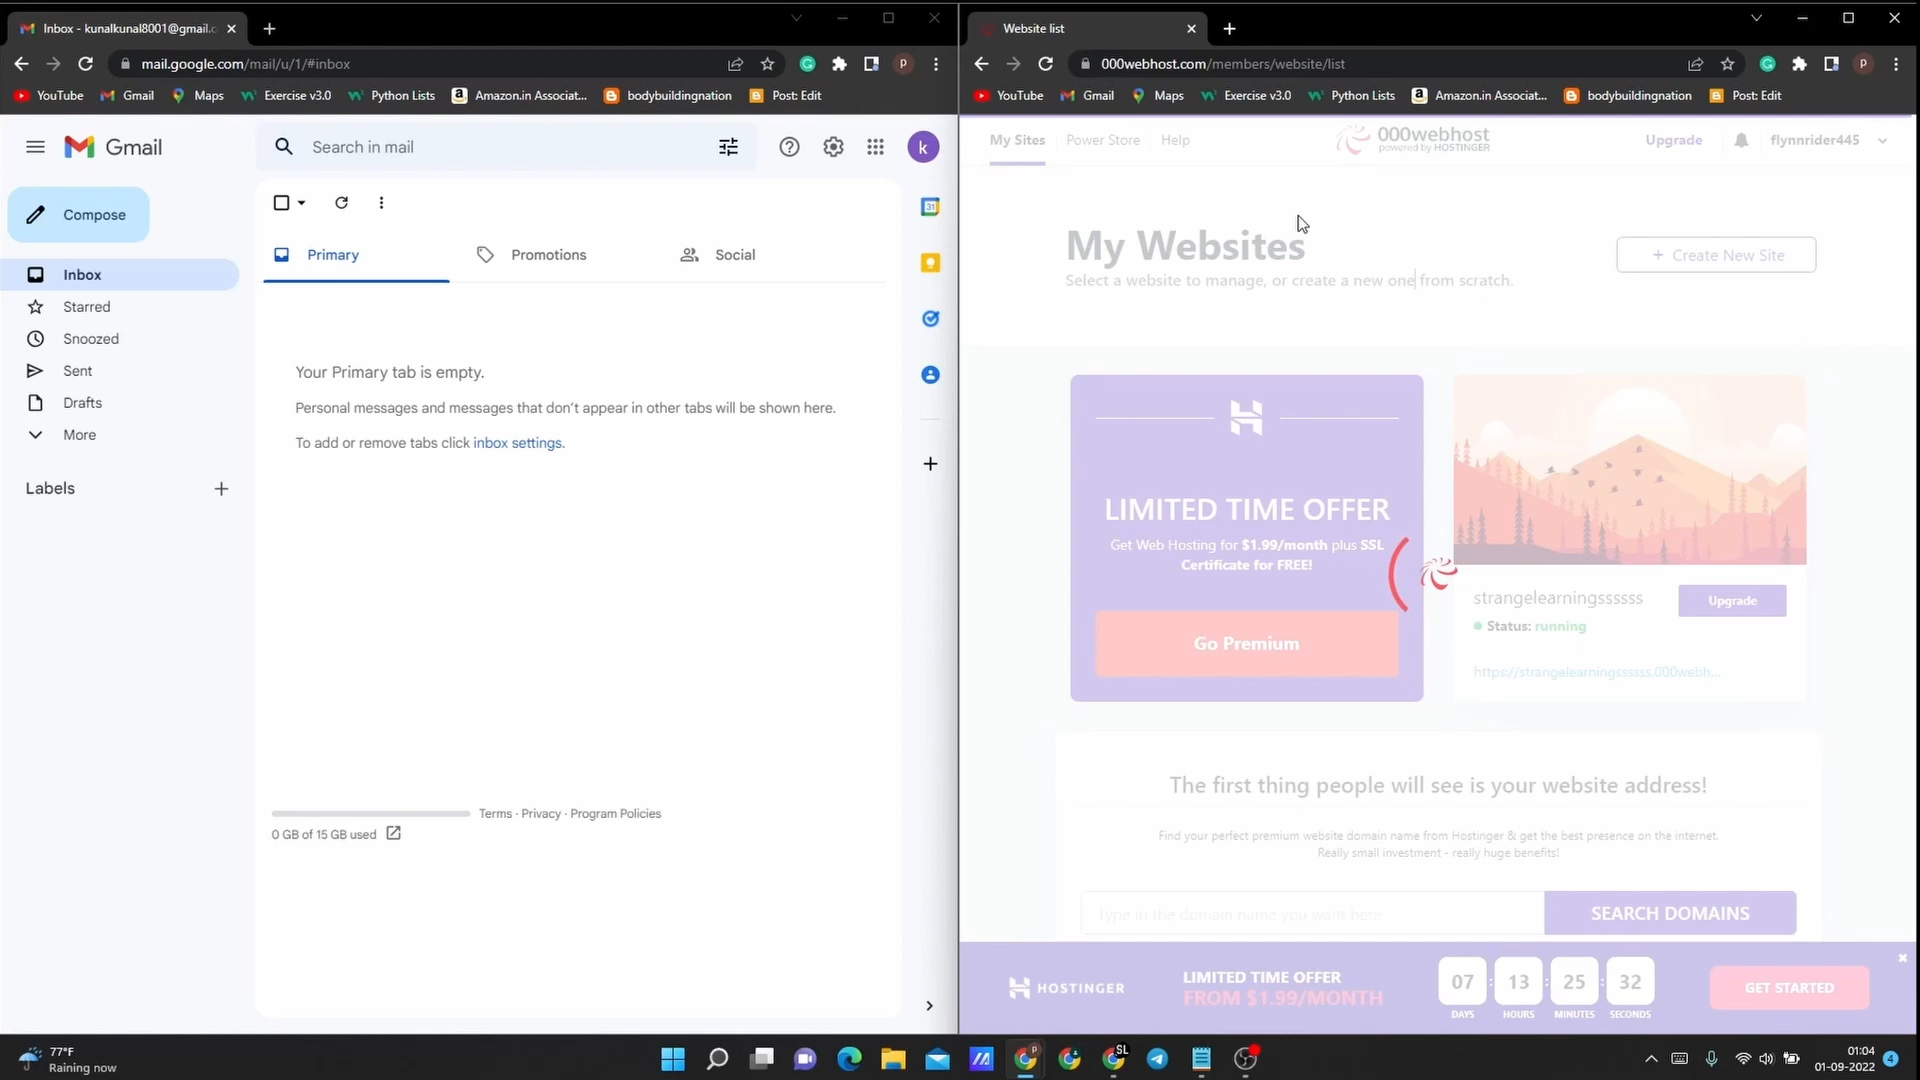 Inbox - kunalkunal8001@gmail.c
mail.google.com/mail/u/1/#inbox
YouTube
Gmail
Maps
Exercise v3.0
Python Lists
Amazon.in Associat...
bodybuildingnation
Post: Edit
Gmail
Search in mail
k
Compose
Inbox
Starred
Snoozed
Sent
Drafts
More
Labels
Primary
Promotions
Social
31
Your Primary tab is empty.
Personal messages and messages that don't appear in other tabs will be shown here.
To add or remove tabs click inbox settings.
Terms · Privacy · Program Policies
0 GB of 15 GB used
Website list
000webhost.com/members/website/list
P
P
YouTube
Gmail
Maps
Exercise v3.0
Python Lists
Amazon.in Associat...
bodybuildingnation
Post: Edit
My Sites
Power Store
Help
000webhost
powered by HOSTINGER
Upgrade
flynnrider445
My Websites
Select a website to manage, or create a new one from scratch.
+ Create New Site
LIMITED TIME OFFER
Get Web Hosting for $1.99/month plus SSL
Certificate for FREE!
Go Premium
strangelearningssssss
Upgrade
Status: running
https://strangelearningssssss.000webh...
The first thing people will see is your website address!
Find your perfect premium website domain name from Hostinger & get the best presence on the internet.
Really small investment - really huge benefits!
Type in the domain name you want here
SEARCH DOMAINS
HOSTINGER
LIMITED TIME OFFER
FROM $1.99/MONTH
07 : 13 : 25 : 32
DAYS HOURS MINUTES SECONDS
GET STARTED
77°F
Raining now
P
SL
01:04
01-09-2022
4